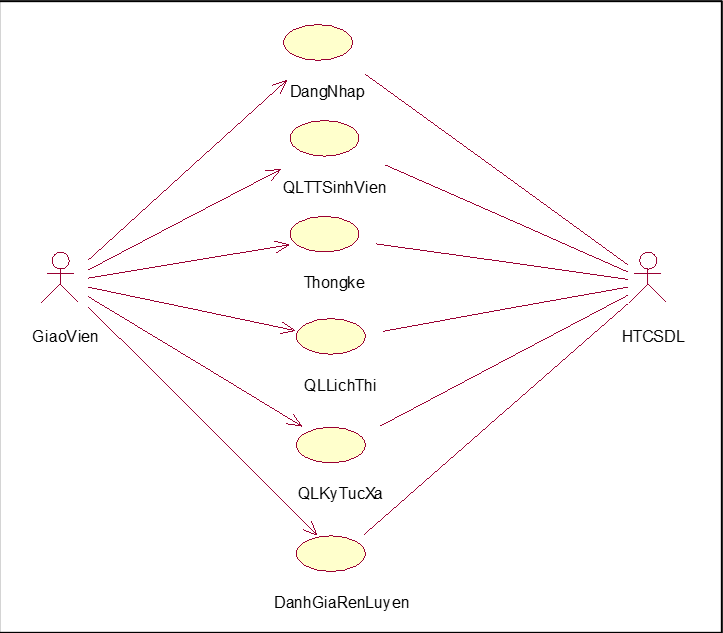 DangNhap
QLTTSinhVien
Thongke
GiaoVien
HTCSDL
QLLichThi
QLKyTucXa
DanhGiaRenLuyen